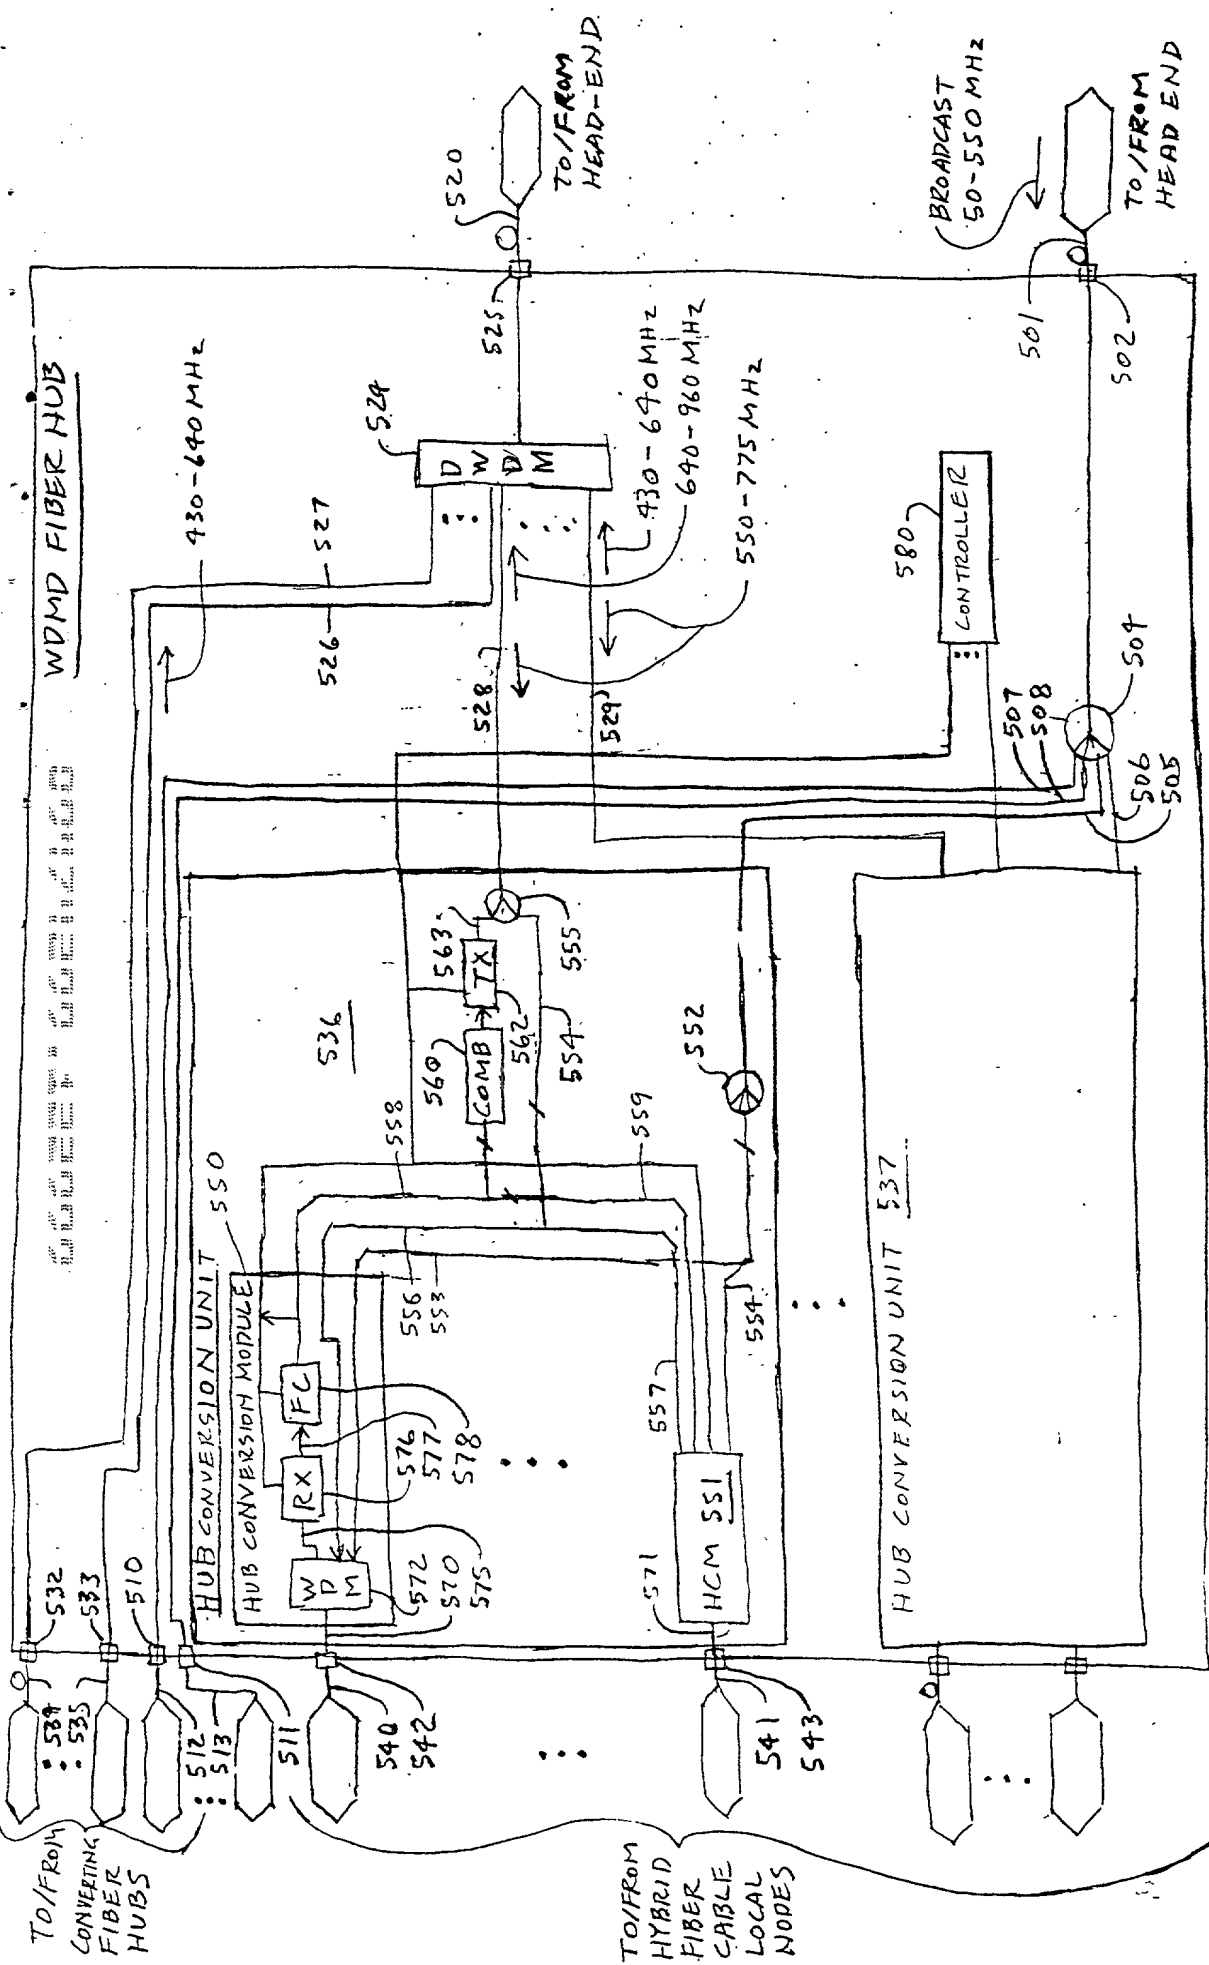 WDMD FIBER HUB
430-640 MHz
526
527
524
D
W
D
M
525
520
TO/FROM
HEAD-END
528
529
430-640 MHz
640-960 MHz
550-775 MHz
BROADCAST
50-550 MHz
501
502
TO/FROM
HEAD END
580
CONTROLLER
504
507
508
506
505
532
533
510
534
535
512
513
511
TO/FROM
CONVERTING
FIBER
HUBS
HUB CONVERSION UNIT
536
HUB CONVERSION MODULE
550
W
D
M
RX
FC
572
570
575
576
577
578
556
553
558
559
560
COMB
TX
563
562
554
555
552
540
542
557
554
HCM 551
571
541
543
HUB CONVERSION UNIT 537
TO/FROM
HYBRID
FIBER
CABLE
LOCAL
NODES